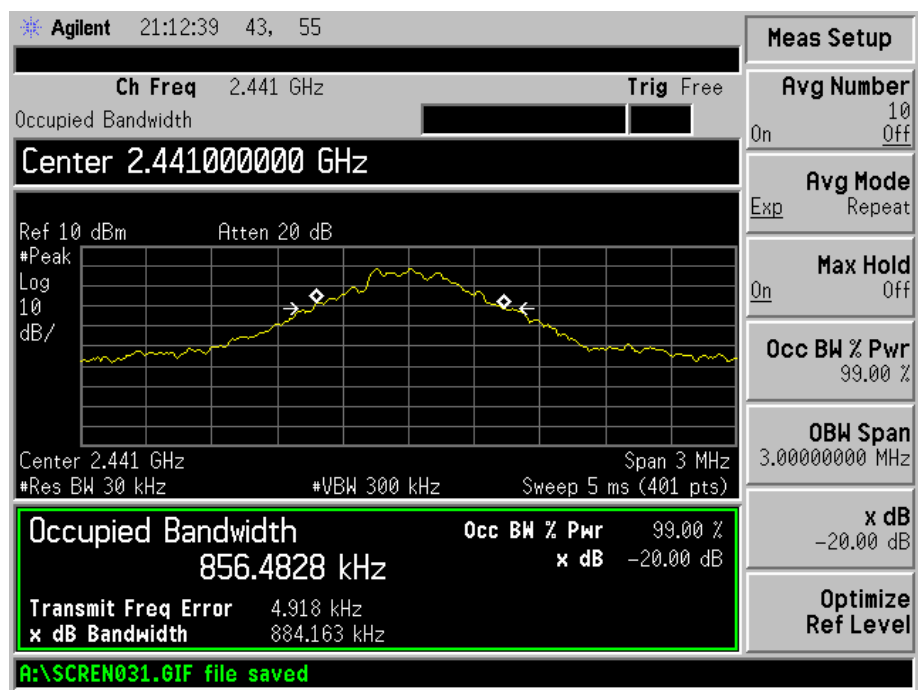 Agilent 21:12:39 43, 55
Ch Freq 2.441 GHz Trig Free
Occupied Bandwidth
Center 2.441000000 GHz
Ref 10 dBm Atten 20 dB
#Peak
Log
10
dB/
Center 2.441 GHz Span 3 MHz
#Res BW 30 kHz #VBW 300 kHz Sweep 5 ms (401 pts)
Occupied Bandwidth Occ BW % Pwr 99.00 %
856.4828 kHz x dB -20.00 dB
Transmit Freq Error 4.918 kHz
x dB Bandwidth 884.163 kHz
A:\SCREN031.GIF file saved
Meas Setup
Avg Number
10
On Off
Avg Mode
Exp Repeat
Max Hold
On Off
Occ BW % Pwr
99.00 %
OBW Span
3.00000000 MHz
x dB
-20.00 dB
Optimize
Ref Level